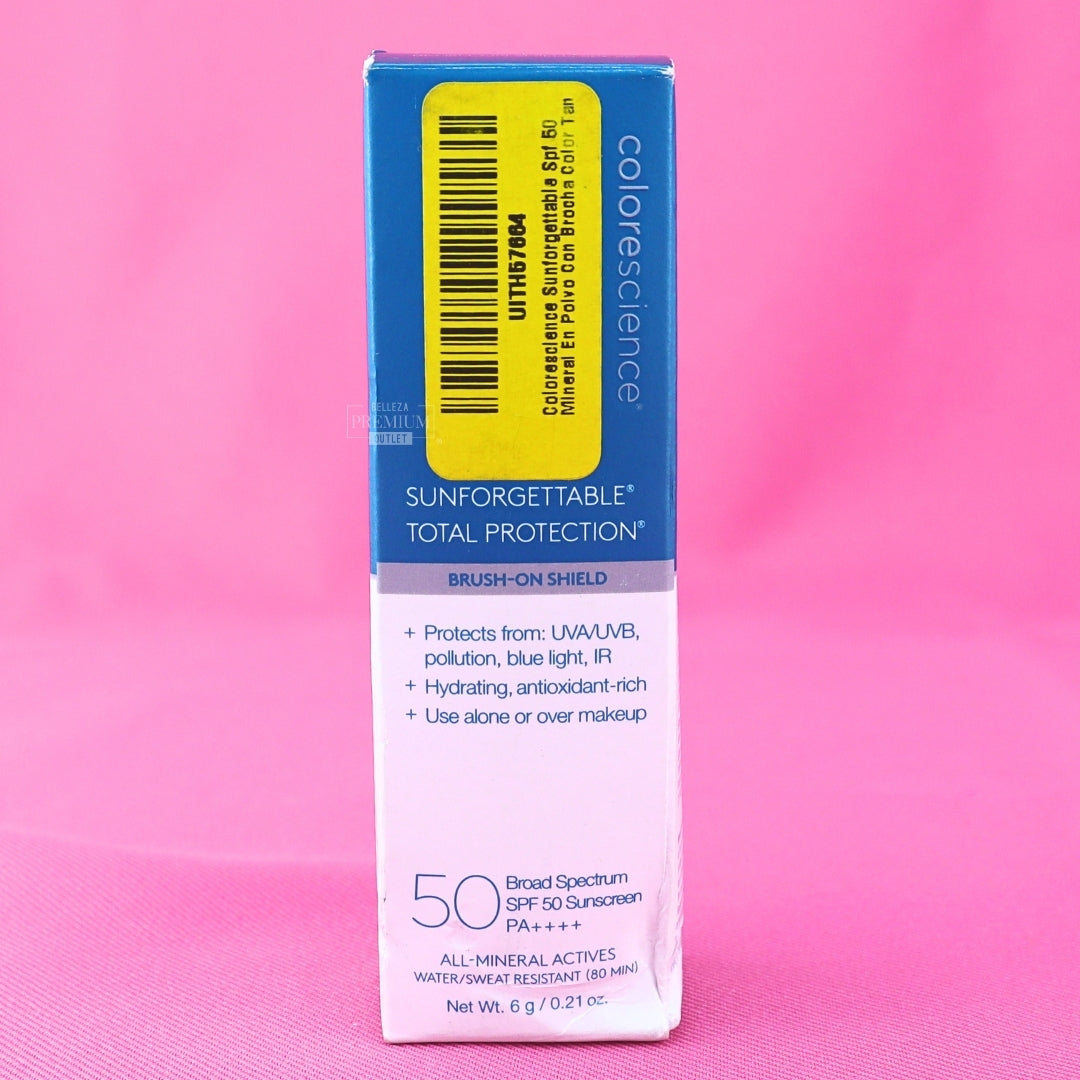 colorescience®
UITH57664
Colorescience Sunforgettable Spf 50
Mineral En Polvo Con Brocha Color Tan
BELLEZA
PREMIUM
OUTLET
SUNFORGETTABLE®
TOTAL PROTECTION®
BRUSH-ON SHIELD
+ Protects from: UVA/UVB,
pollution, blue light, IR
+ Hydrating, antioxidant-rich
+ Use alone or over makeup
50
Broad Spectrum
SPF 50 Sunscreen
PA++++
ALL-MINERAL ACTIVES
WATER/SWEAT RESISTANT (80 MIN)
Net Wt. 6 g / 0.21 oz.